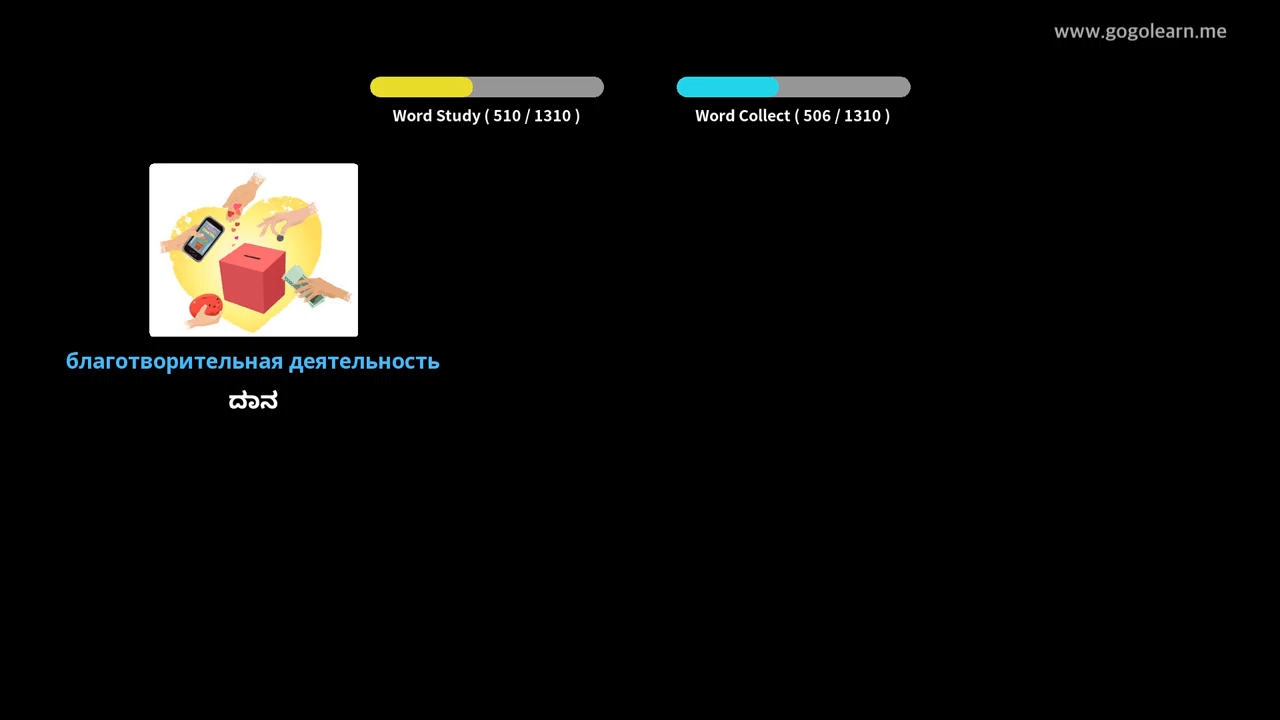 www.gogolearn.me
Word Study ( 510 / 1310 )
Word Collect ( 506 / 1310 )
благотворительная деятельность
ದಾನ